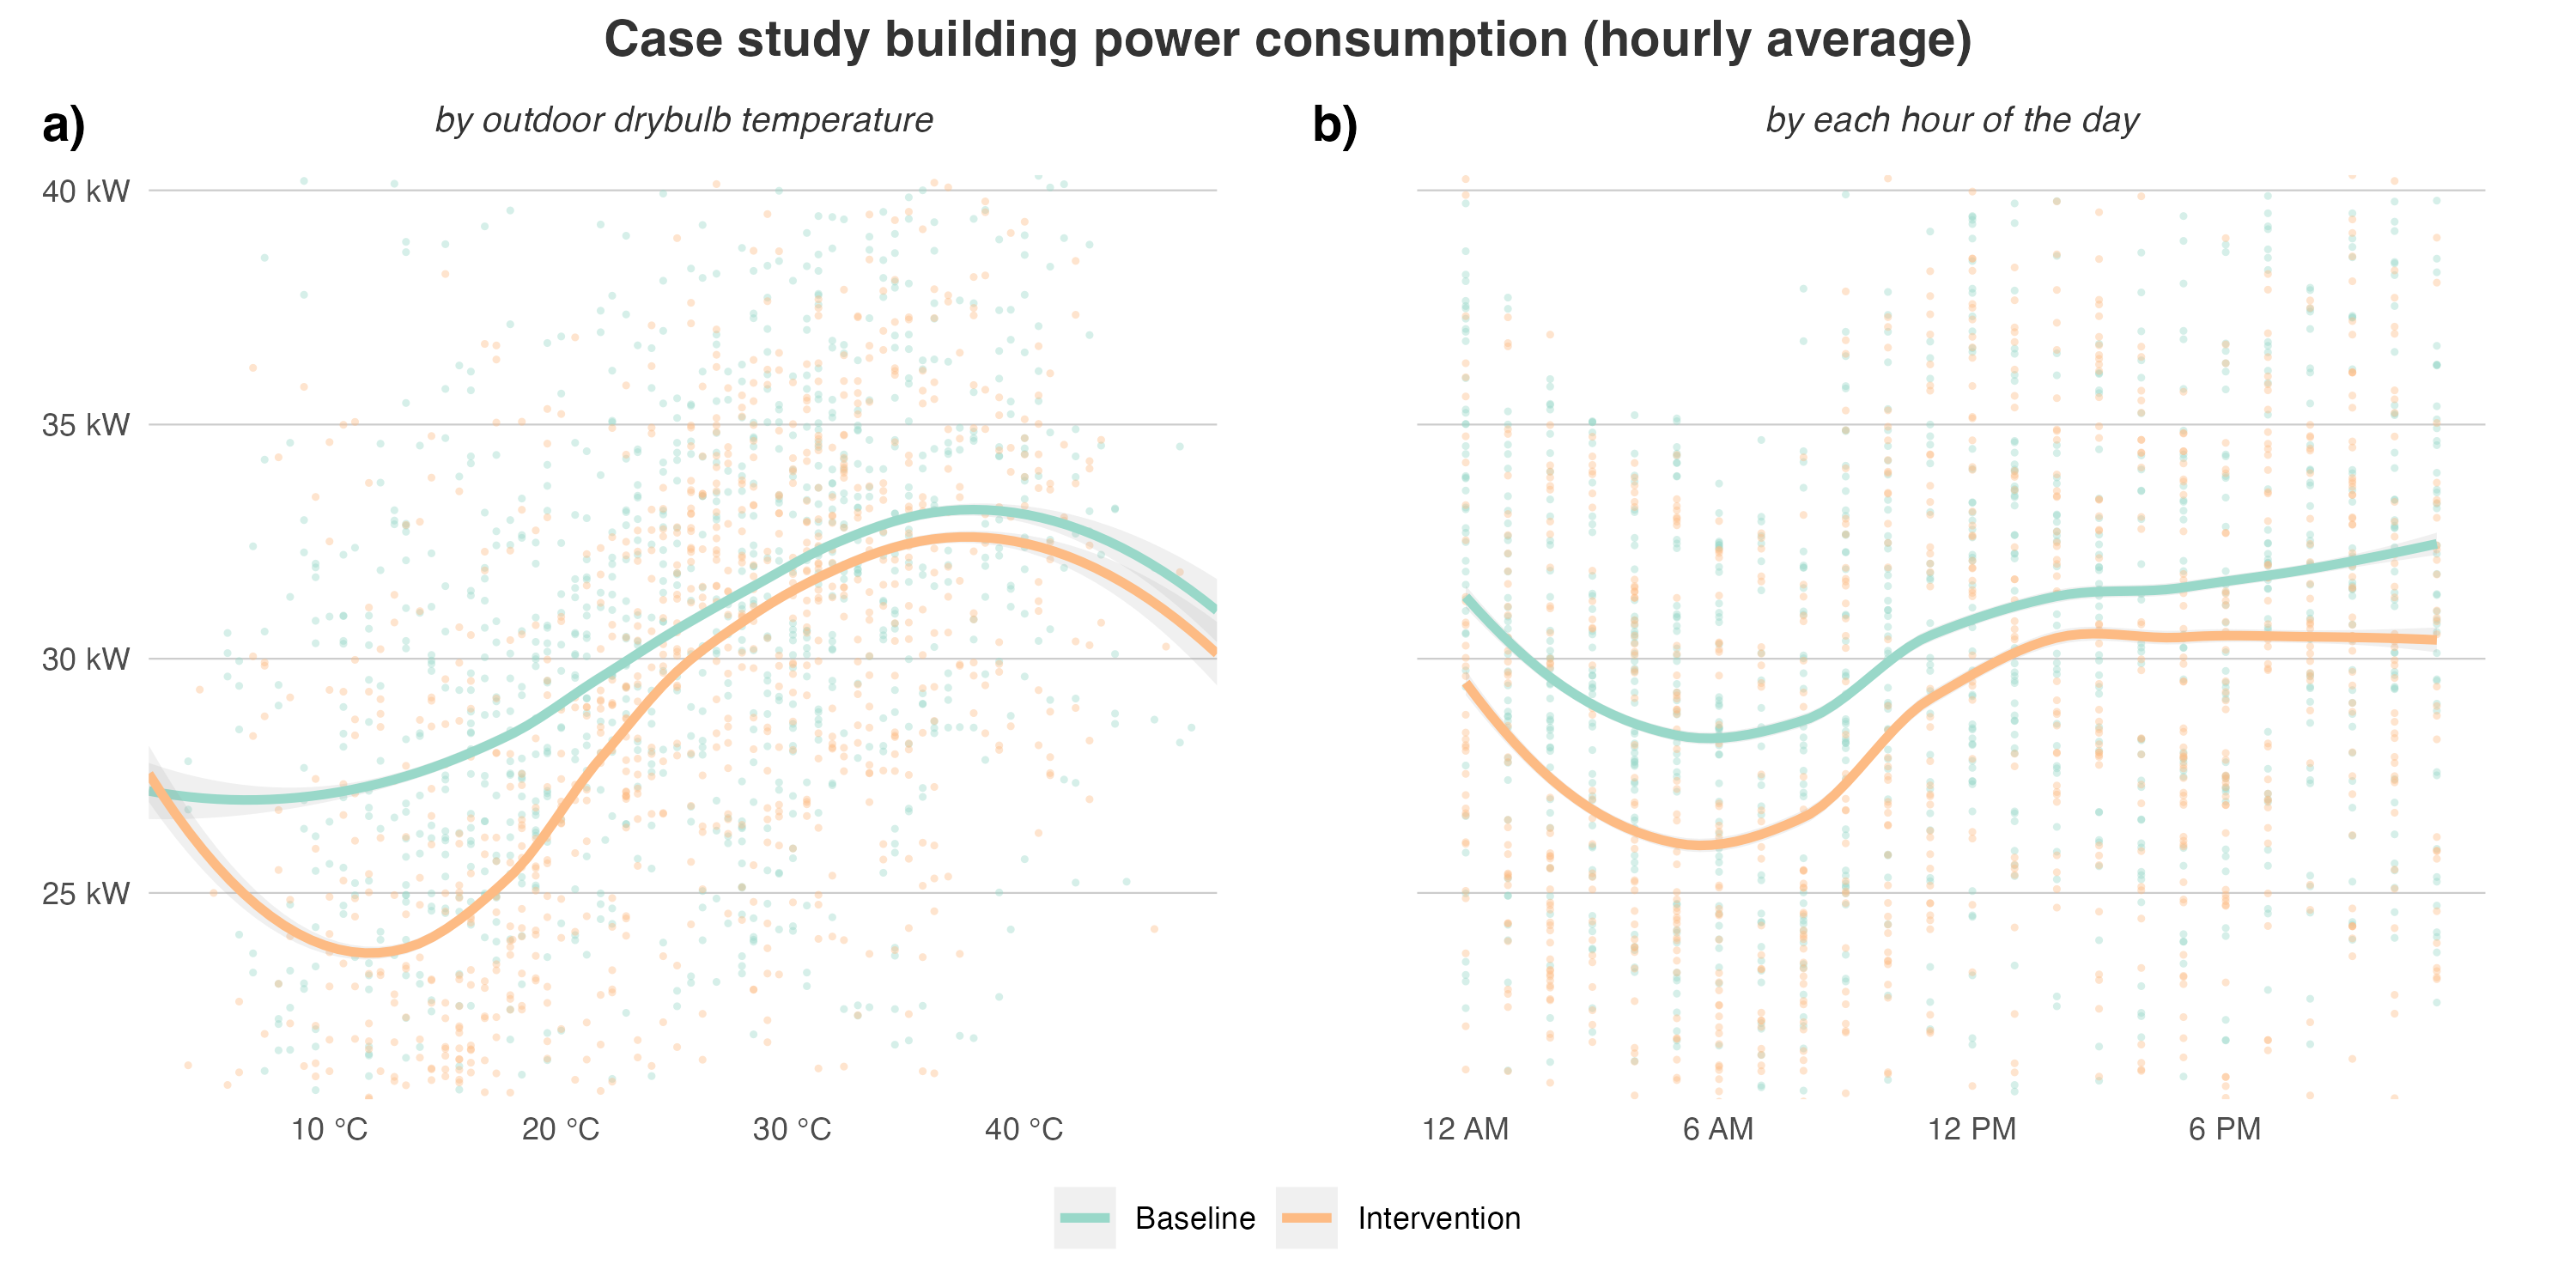 Case study building power consumption (hourly average)
a)
by outdoor drybulb temperature
40 kW
35 kW
30 kW
25 kW
10 °C
20 °C
30 °C
40 °C
b)
by each hour of the day
12 AM
6 AM
12 PM
6 PM
Baseline
Intervention